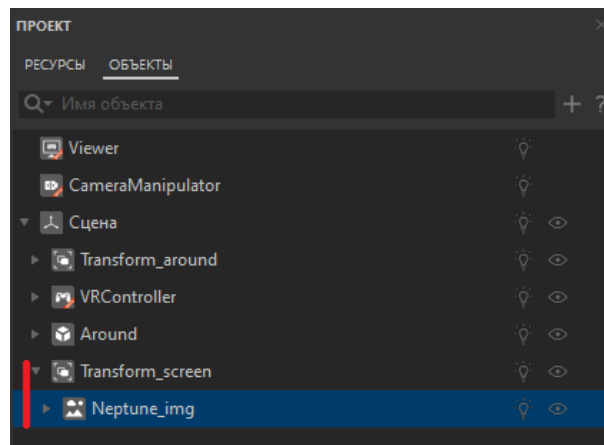 ПРОЕКТ
РЕСУРСЫ ОБЪЕКТЫ
Имя объекта
Viewer
CameraManipulator
Сцена
Transform_around
VRController
Around
Transform_screen
Neptune_img